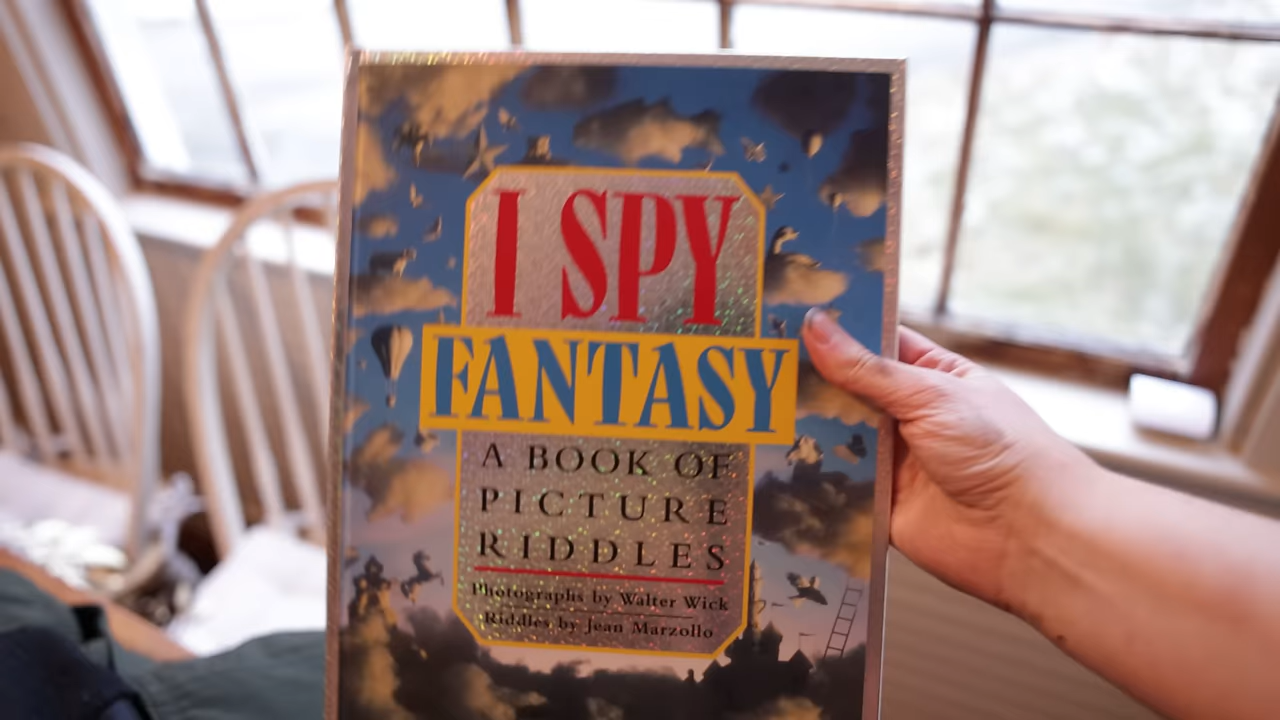 I SPY
FANTASY
A BOOK OF
PICTURE
RIDDLES
Photographs by Walter Wick
Riddles by Jean Marzollo